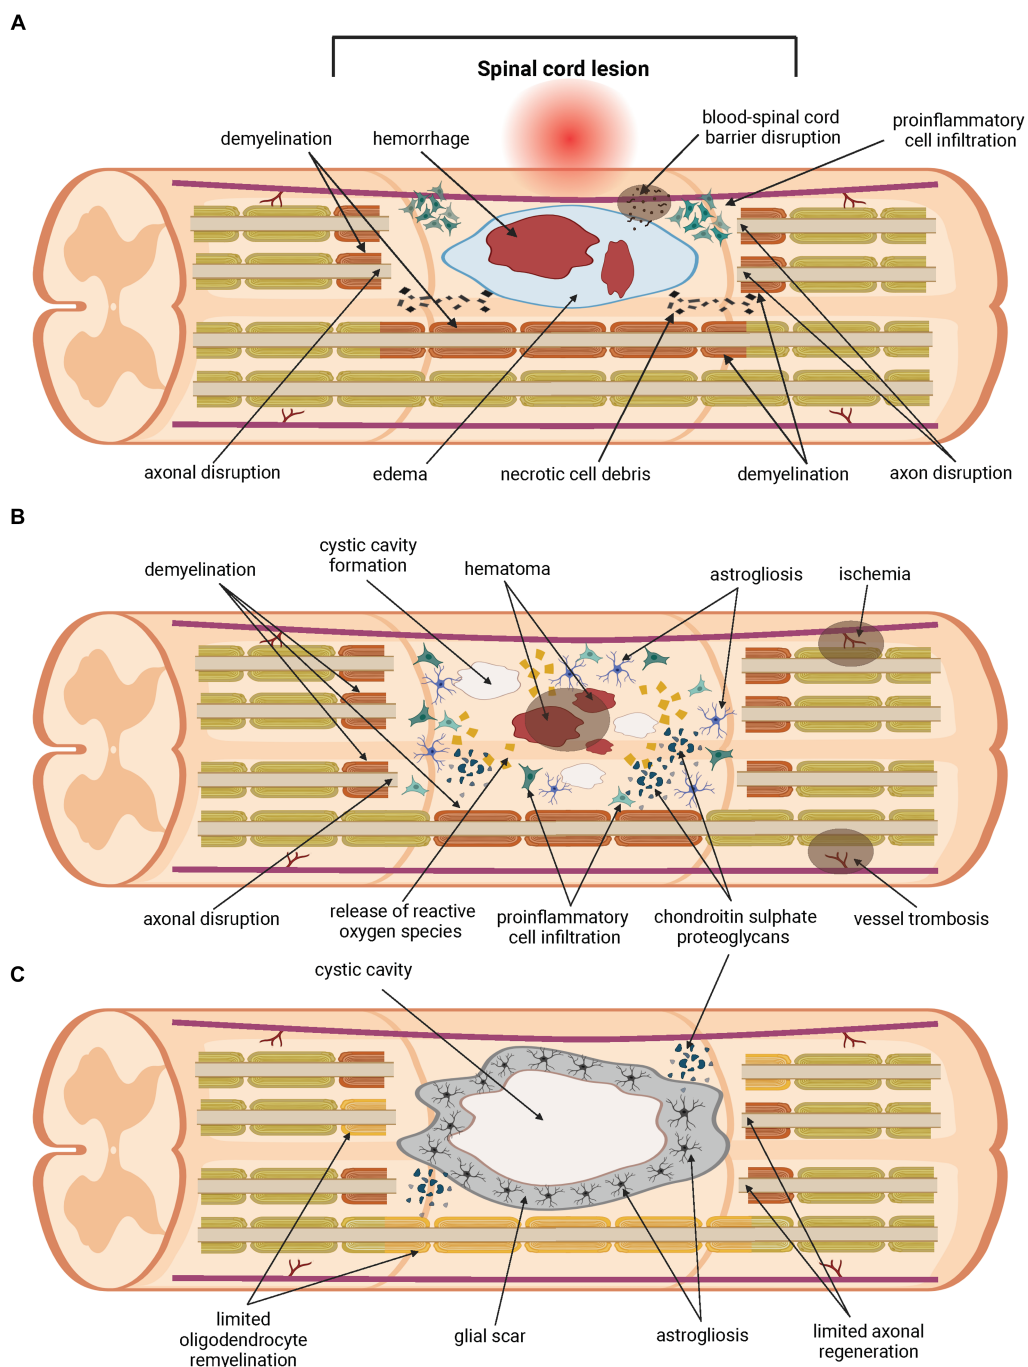 A
Spinal cord lesion
blood-spinal cord
barrier disruption
proinflammatory
cell infiltration
demyelination
hemorrhage
axonal disruption
edema
necrotic cell debris
demyelination
axon disruption
B
cystic cavity
formation
demyelination
hematoma
astrogliosis
ischemia
axonal disruption
release of reactive
oxygen species
proinflammatory
cell infiltration
chondroitin sulphate
proteoglycans
vessel trombosis
C
cystic cavity
limited
oligodendrocyte
remyelination
glial scar
astrogliosis
limited axonal
regeneration